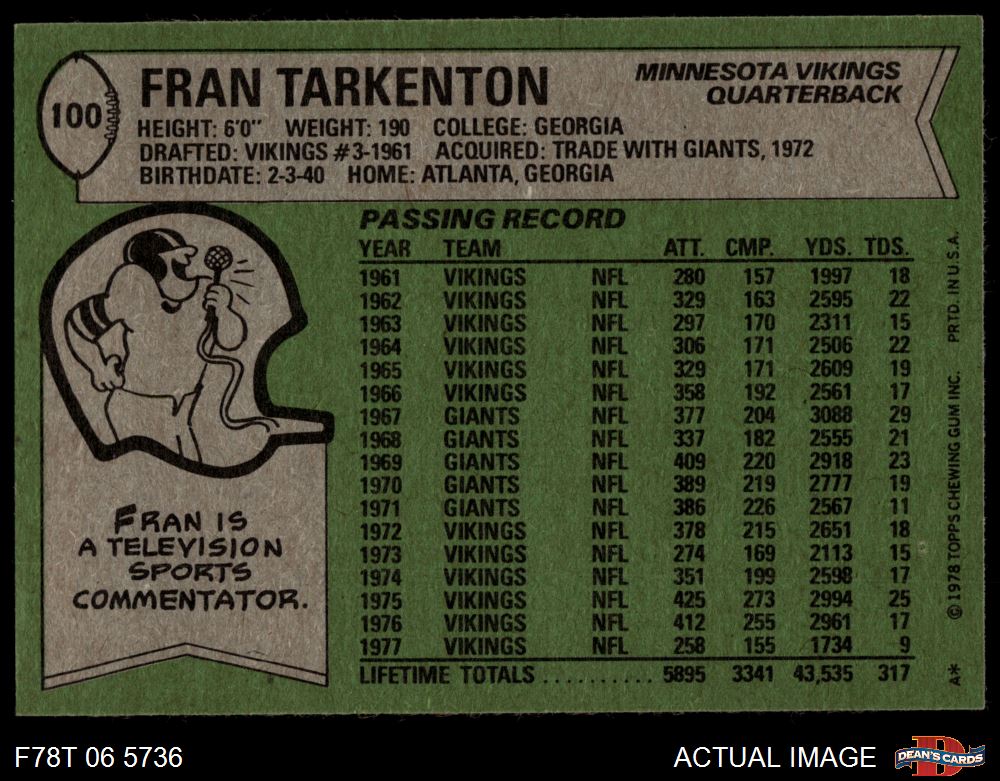 100
FRAN TARKENTON
MINNESOTA VIKINGS
QUARTERBACK
HEIGHT: 6'0" WEIGHT: 190 COLLEGE: GEORGIA
DRAFTED: VIKINGS #3-1961 ACQUIRED: TRADE WITH GIANTS, 1972
BIRTHDATE: 2-3-40 HOME: ATLANTA, GEORGIA
PASSING RECORD
YEAR TEAM ATT. CMP. YDS. TDS.
1961 VIKINGS NFL 280 157 1997 18
1962 VIKINGS NFL 329 163 2595 22
1963 VIKINGS NFL 297 170 2311 15
1964 VIKINGS NFL 306 171 2506 22
1965 VIKINGS NFL 329 171 2609 19
1966 VIKINGS NFL 358 192 2561 17
1967 GIANTS NFL 377 204 3088 29
1968 GIANTS NFL 337 182 2555 21
1969 GIANTS NFL 409 220 2918 23
1970 GIANTS NFL 389 219 2777 19
1971 GIANTS NFL 386 226 2567 11
1972 VIKINGS NFL 378 215 2651 18
1973 VIKINGS NFL 274 169 2113 15
1974 VIKINGS NFL 351 199 2598 17
1975 VIKINGS NFL 425 273 2994 25
1976 VIKINGS NFL 412 255 2961 17
1977 VIKINGS NFL 258 155 1734 9
LIFETIME TOTALS .......... 5895 3341 43,535 317
FRAN IS
A TELEVISION
SPORTS
COMMENTATOR.
A* © 1978 TOPPS CHEWING GUM INC. PRTD. IN U.S.A.
F78T 06 5736
ACTUAL IMAGE
D
DEAN'S CARDS